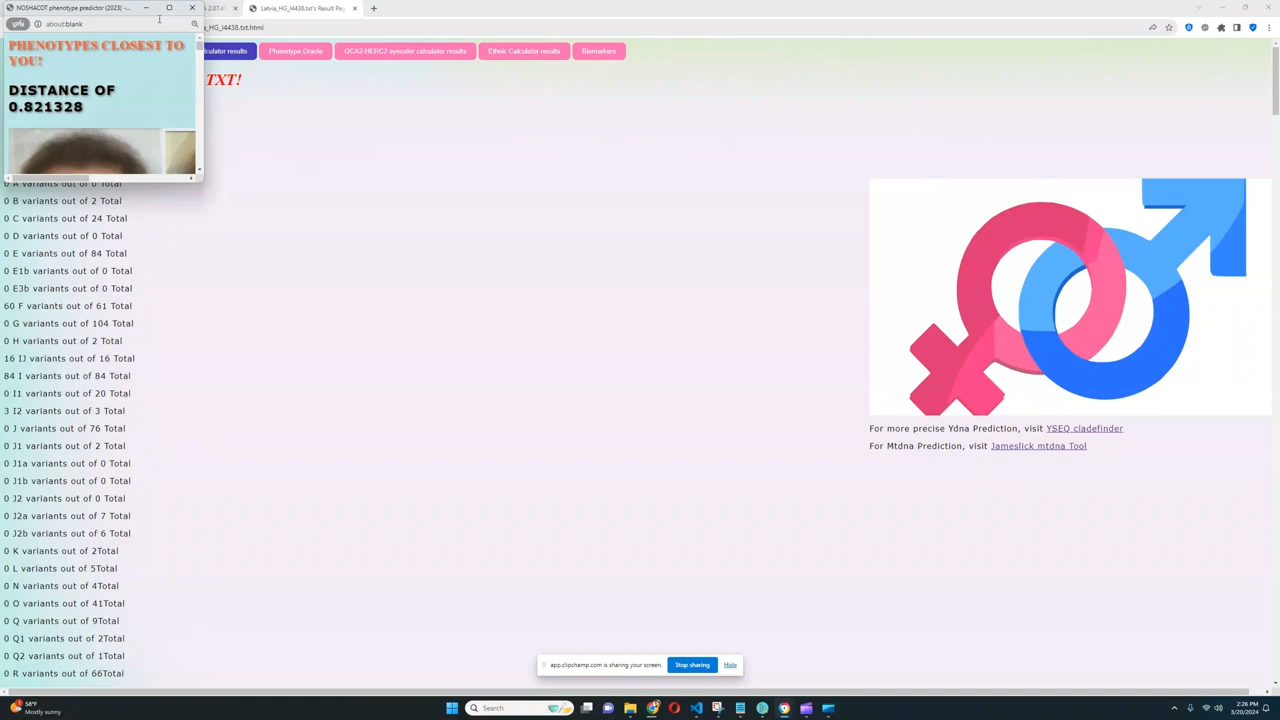 NOSHACOT phenotype predictor (2023) -...
VPN
about:blank
PHENOTYPES CLOSEST TO
YOU!
DISTANCE OF
0.821328
Latvia_HG_I4438.txt's Result Pa
_HG_I4438.txt.html
lculator results
Phenotype Oracle
OCA2-HERC2 eyecolor calculator results
Ethnic Calculator results
Biomarkers
TXT!
0 A variants out of 0 Total
0 B variants out of 2 Total
0 C variants out of 24 Total
0 D variants out of 0 Total
0 E variants out of 84 Total
0 E1b variants out of 0 Total
0 E3b variants out of 0 Total
60 F variants out of 61 Total
0 G variants out of 104 Total
0 H variants out of 2 Total
16 IJ variants out of 16 Total
84 I variants out of 84 Total
0 I1 variants out of 20 Total
3 I2 variants out of 3 Total
0 J variants out of 76 Total
0 J1 variants out of 2 Total
0 J1a variants out of 0 Total
0 J1b variants out of 0 Total
0 J2 variants out of 0 Total
0 J2a variants out of 7 Total
0 J2b variants out of 6 Total
0 K variants out of 2Total
0 L variants out of 5Total
0 N variants out of 4Total
0 O variants out of 41Total
0 Q variants out of 9Total
0 Q1 variants out of 2Total
0 Q2 variants out of 1Total
0 R variants out of 66Total
For more precise Ydna Prediction, visit YSEQ cladefinder
For Mtdna Prediction, visit Jameslick mtdna Tool
app.clipchamp.com is sharing your screen.
Stop sharing
Hide
58°F
Mostly sunny
Search
2:26 PM
3/20/2024